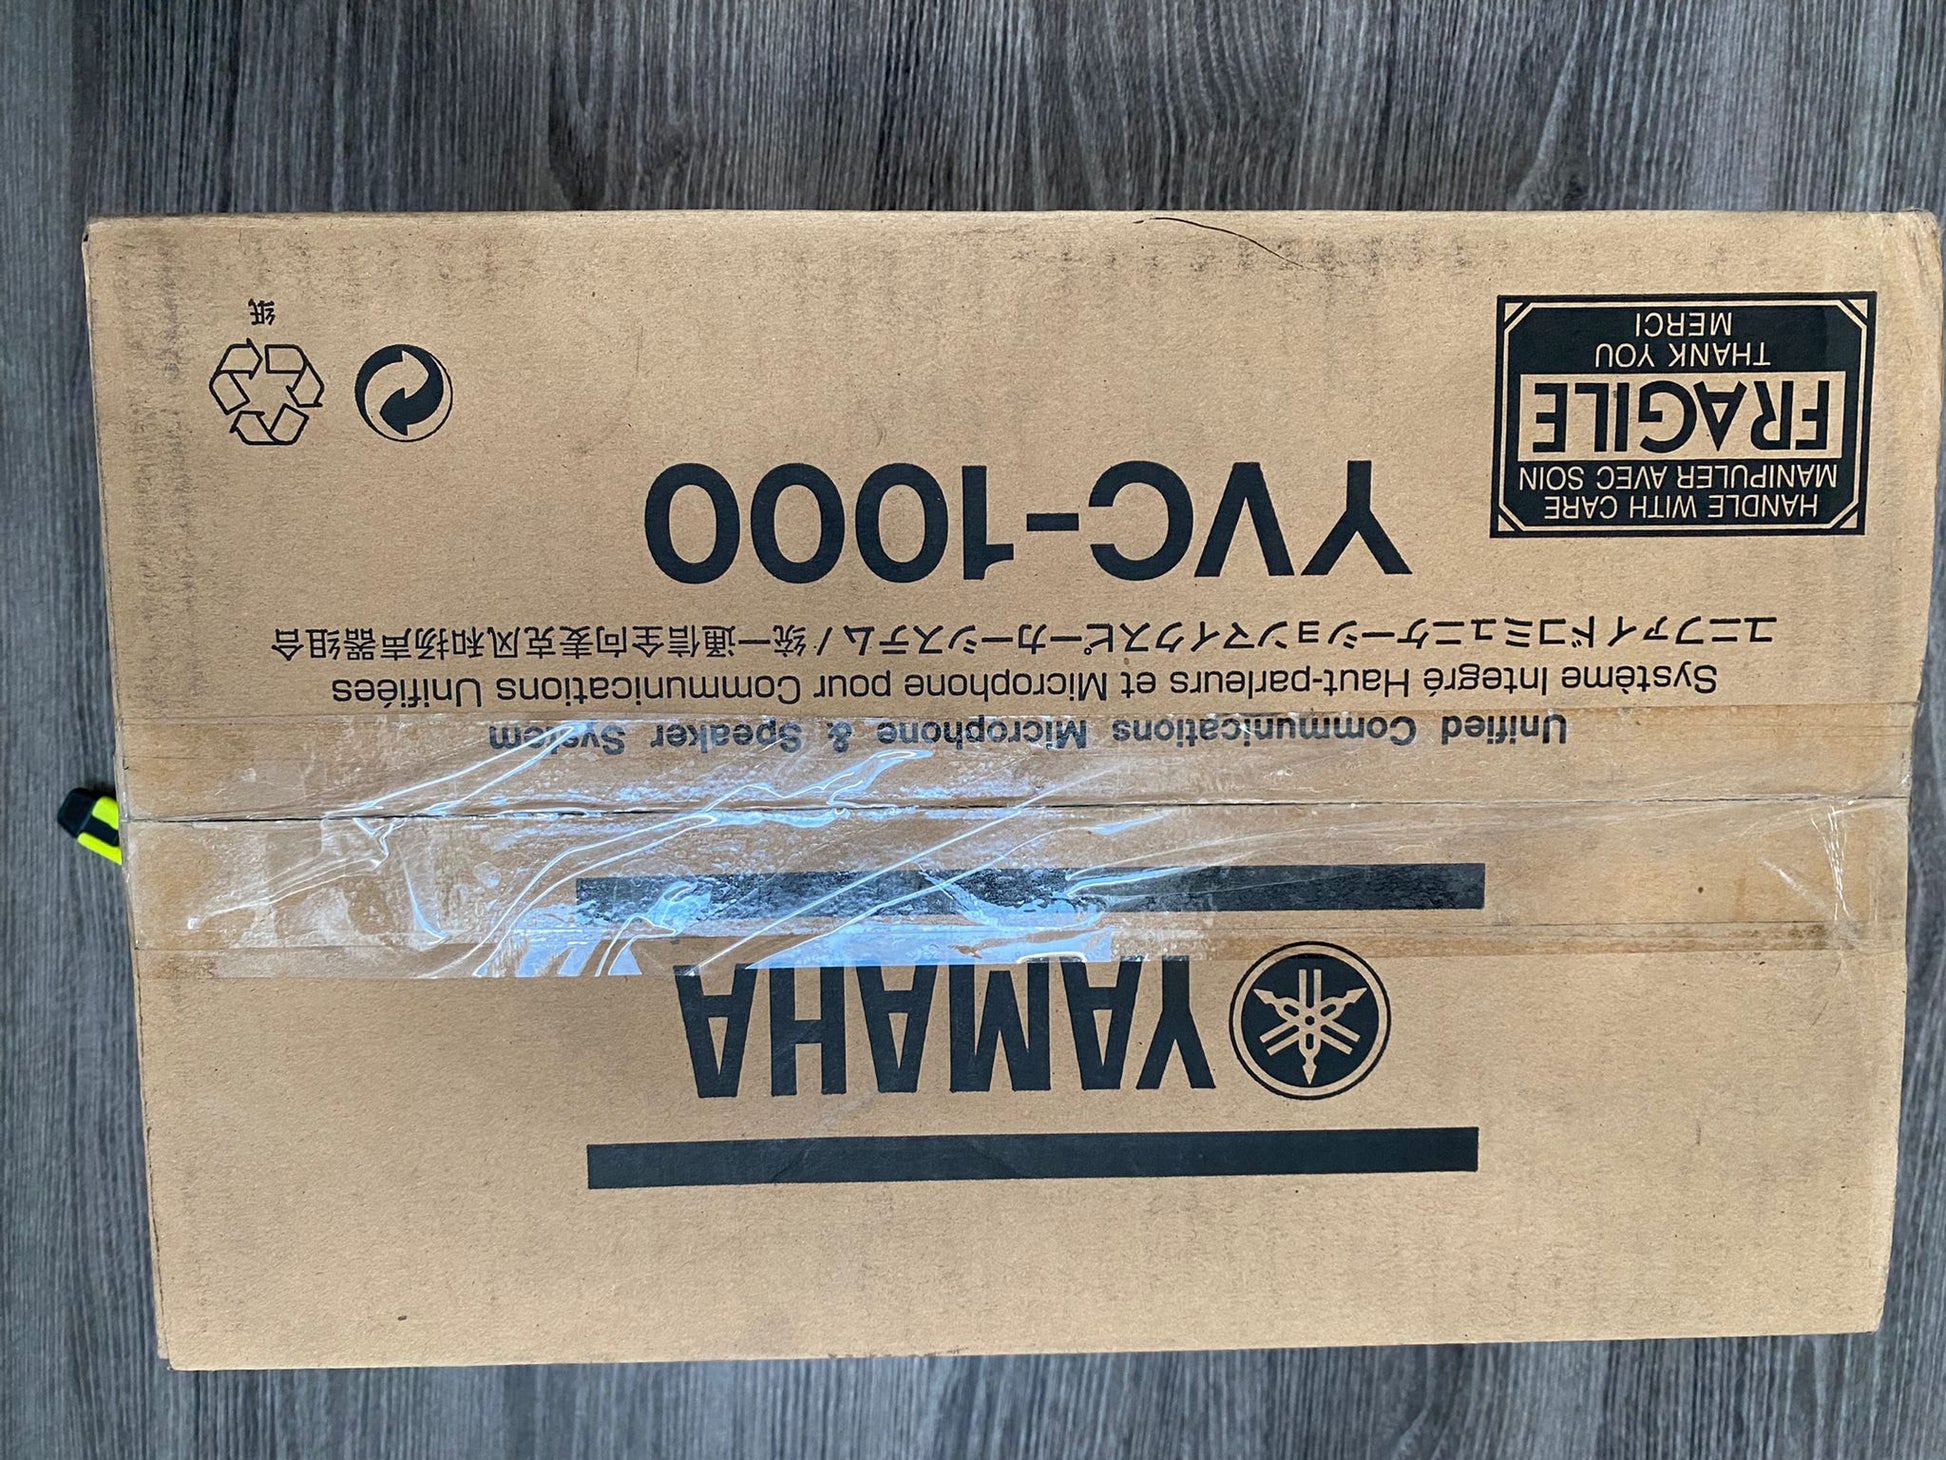 YAMAHA
Unified Communications Microphone & Speaker System
Système Integré Haut-parleurs et Microphone pour Communications Unifiées
ユニファイドコミュニケーションマイクスピーカーシステム / 统一通信全向麦克风和扬声器组合
YVC-1000
HANDLE WITH CARE
MANIPULER AVEC SOIN
FRAGILE
THANK YOU
MERCI
纸